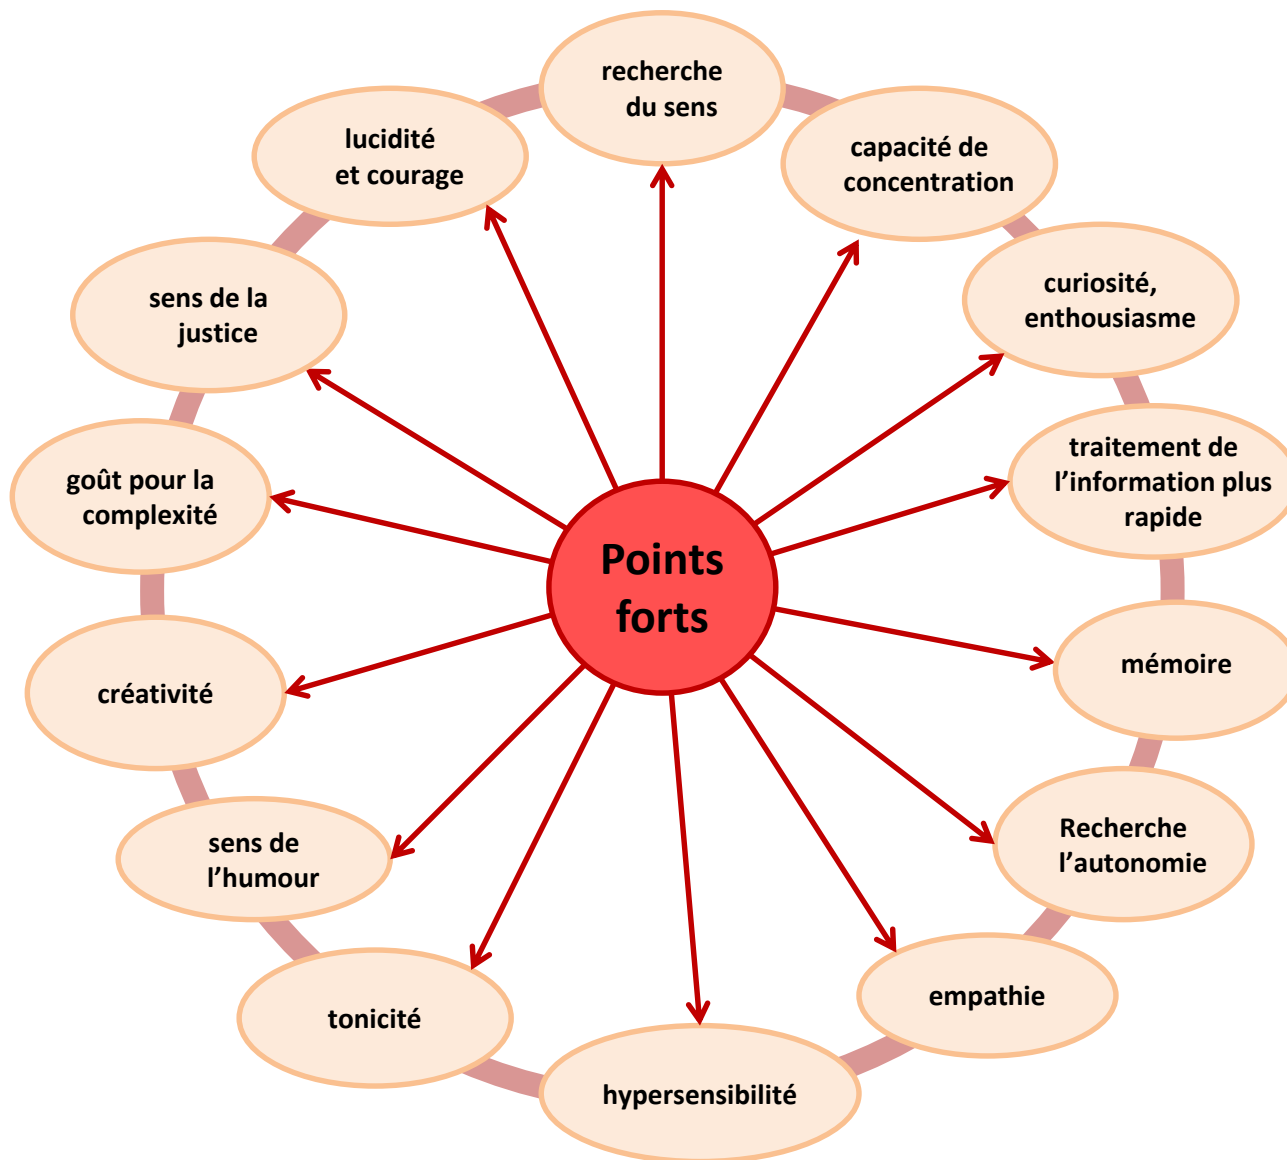 recherche
du sens
capacité de
concentration
curiosité,
enthousiasme
traitement de
l’information plus
rapide
mémoire
Recherche
l’autonomie
empathie
hypersensibilité
tonicité
sens de
l’humour
créativité
goût pour la
complexité
sens de la
justice
lucidité
et courage
Points
forts